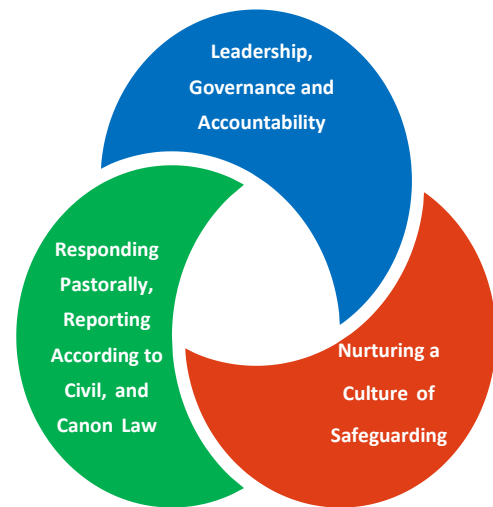 Leadership,
Governance and
Accountability
Responding
Pastorally,
Reporting
According to
Civil, and
Canon Law
Nurturing a
Culture of
Safeguarding